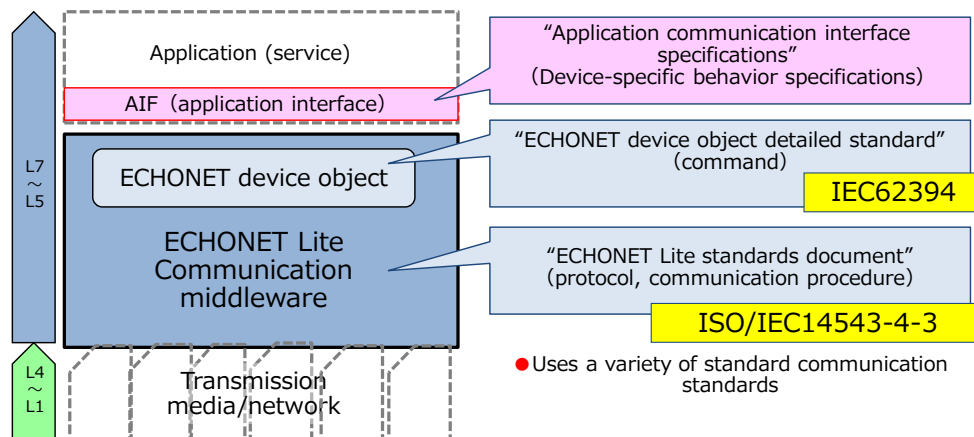 Application (service)
AIF（application interface）
L7
～
L5
ECHONET device object
ECHONET Lite
Communication
middleware
L4
～
L1
Transmission
media/network
“Application communication interface
specifications”
(Device-specific behavior specifications）
“ECHONET device object detailed standard”
(command)
IEC62394
“ECHONET Lite standards document”
(protocol, communication procedure）
ISO/IEC14543-4-3
●Uses a variety of standard communication
standards